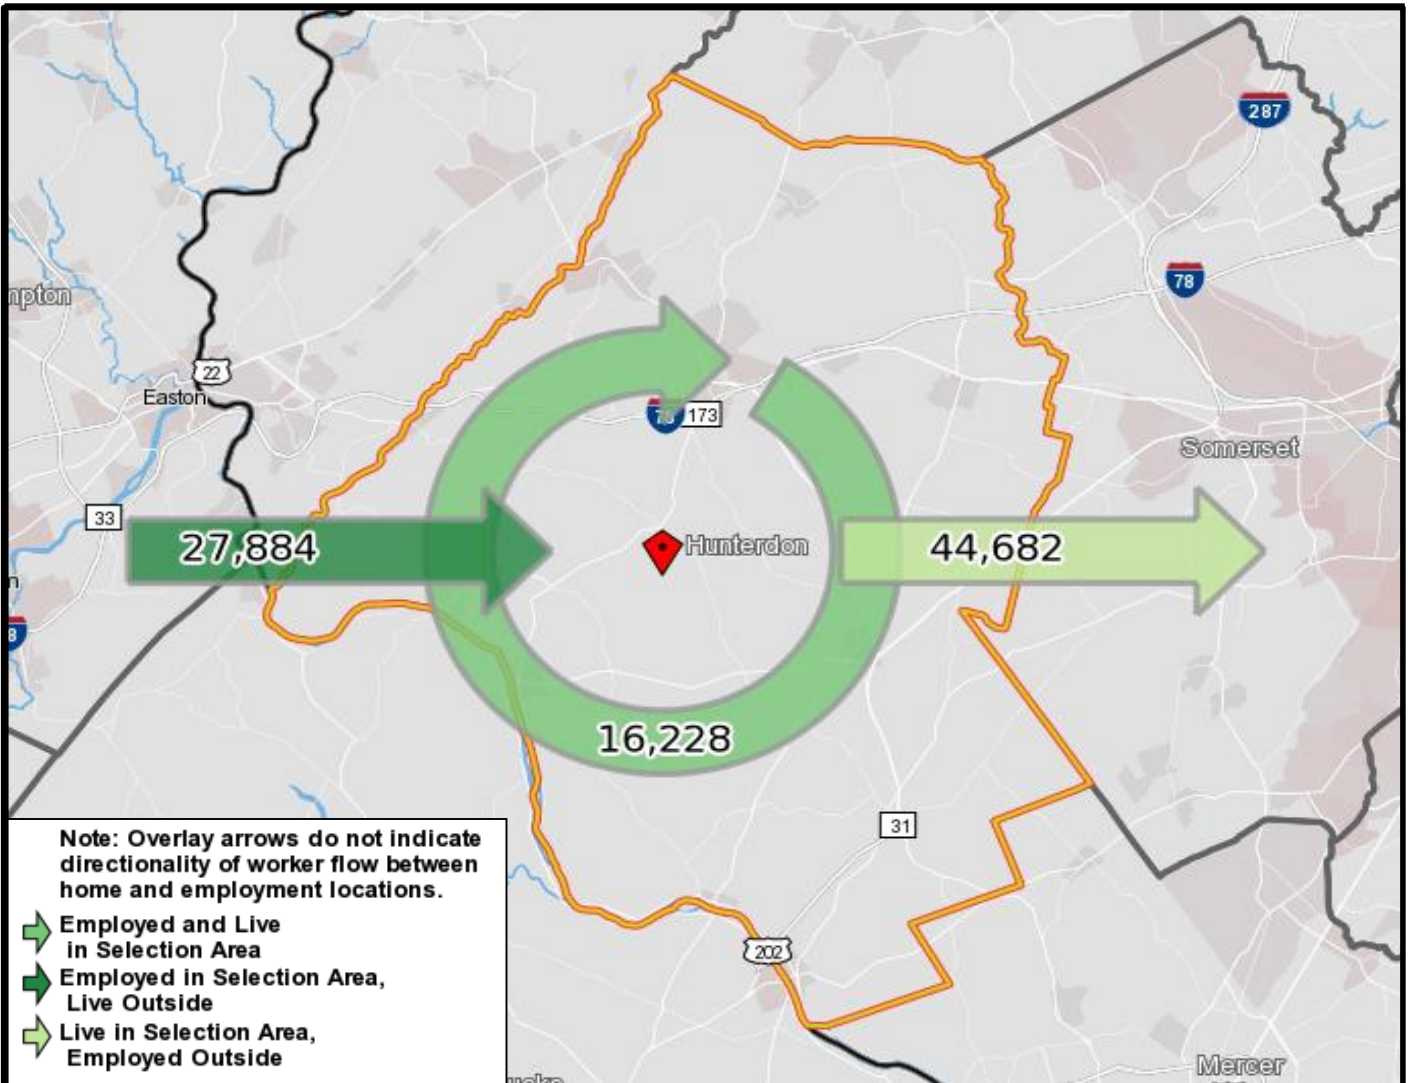 287
78
mpton
22
Easton
173
Somerset
33
27,884
Hunterdon
44,682
16,228
31
202
Note: Overlay arrows do not indicate
directionality of worker flow between
home and employment locations.
Employed and Live
in Selection Area
Employed in Selection Area,
Live Outside
Live in Selection Area,
Employed Outside
Mercer